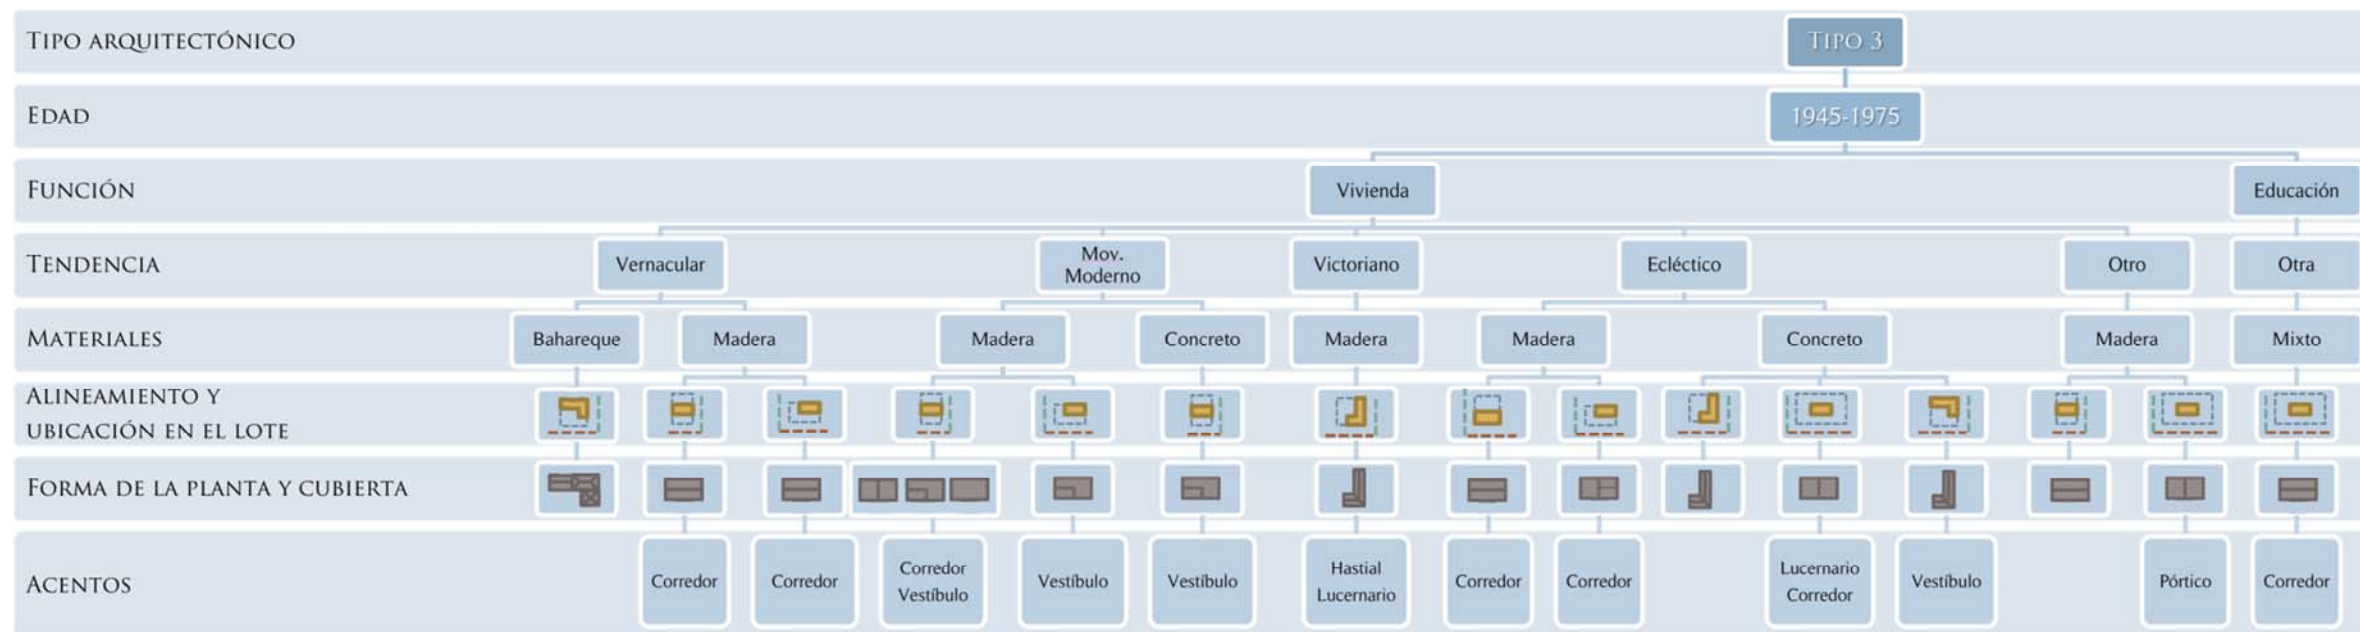 TIPO ARQUITECTÓNICO
TIPO 3
EDAD
1945-1975
FUNCIÓN
Vivienda
Educación
TENDENCIA
Vernacular
Mov.
Moderno
Victoriano
Ecléctico
Otro
Otra
MATERIALES
Bahareque
Madera
Madera
Concreto
Madera
Madera
Concreto
Madera
Mixto
ALINEAMIENTO Y
UBICACIÓN EN EL LOTE
FORMA DE LA PLANTA Y CUBIERTA
ACENTOS
Corredor
Corredor
Corredor
Vestíbulo
Vestíbulo
Vestíbulo
Hastial
Lucernario
Corredor
Corredor
Lucernario
Corredor
Vestíbulo
Pórtico
Corredor